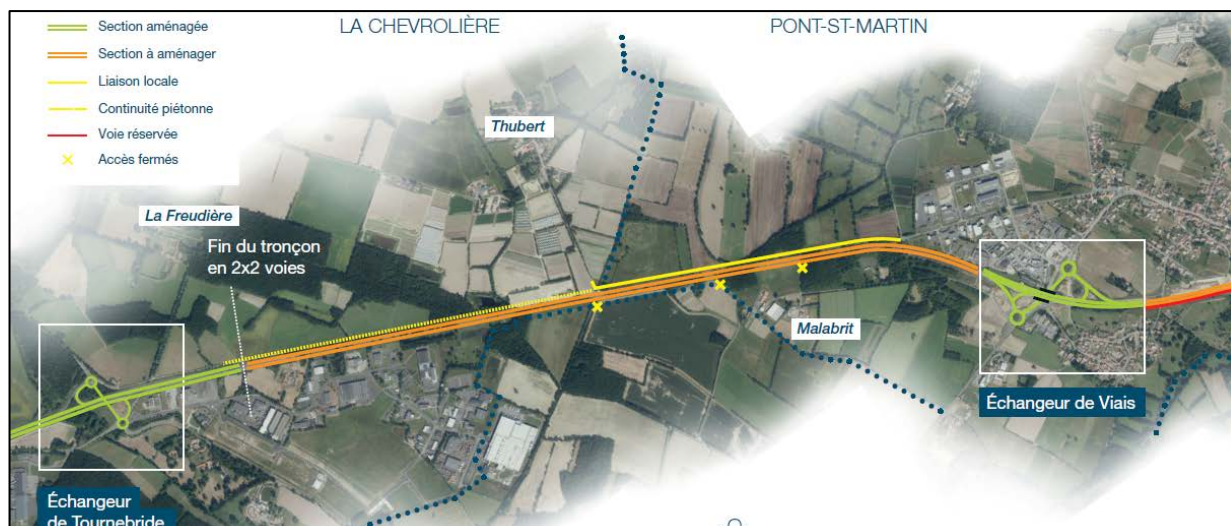 Section aménagée
Section à aménager
Liaison locale
Continuité piétonne
Voie réservée
Accès fermés
LA CHEVROLIÈRE
PONT-ST-MARTIN
Thubert
La Freudière
Fin du tronçon
en 2x2 voies
Malabrit
Échangeur de Viais
Échangeur
de Tournebride